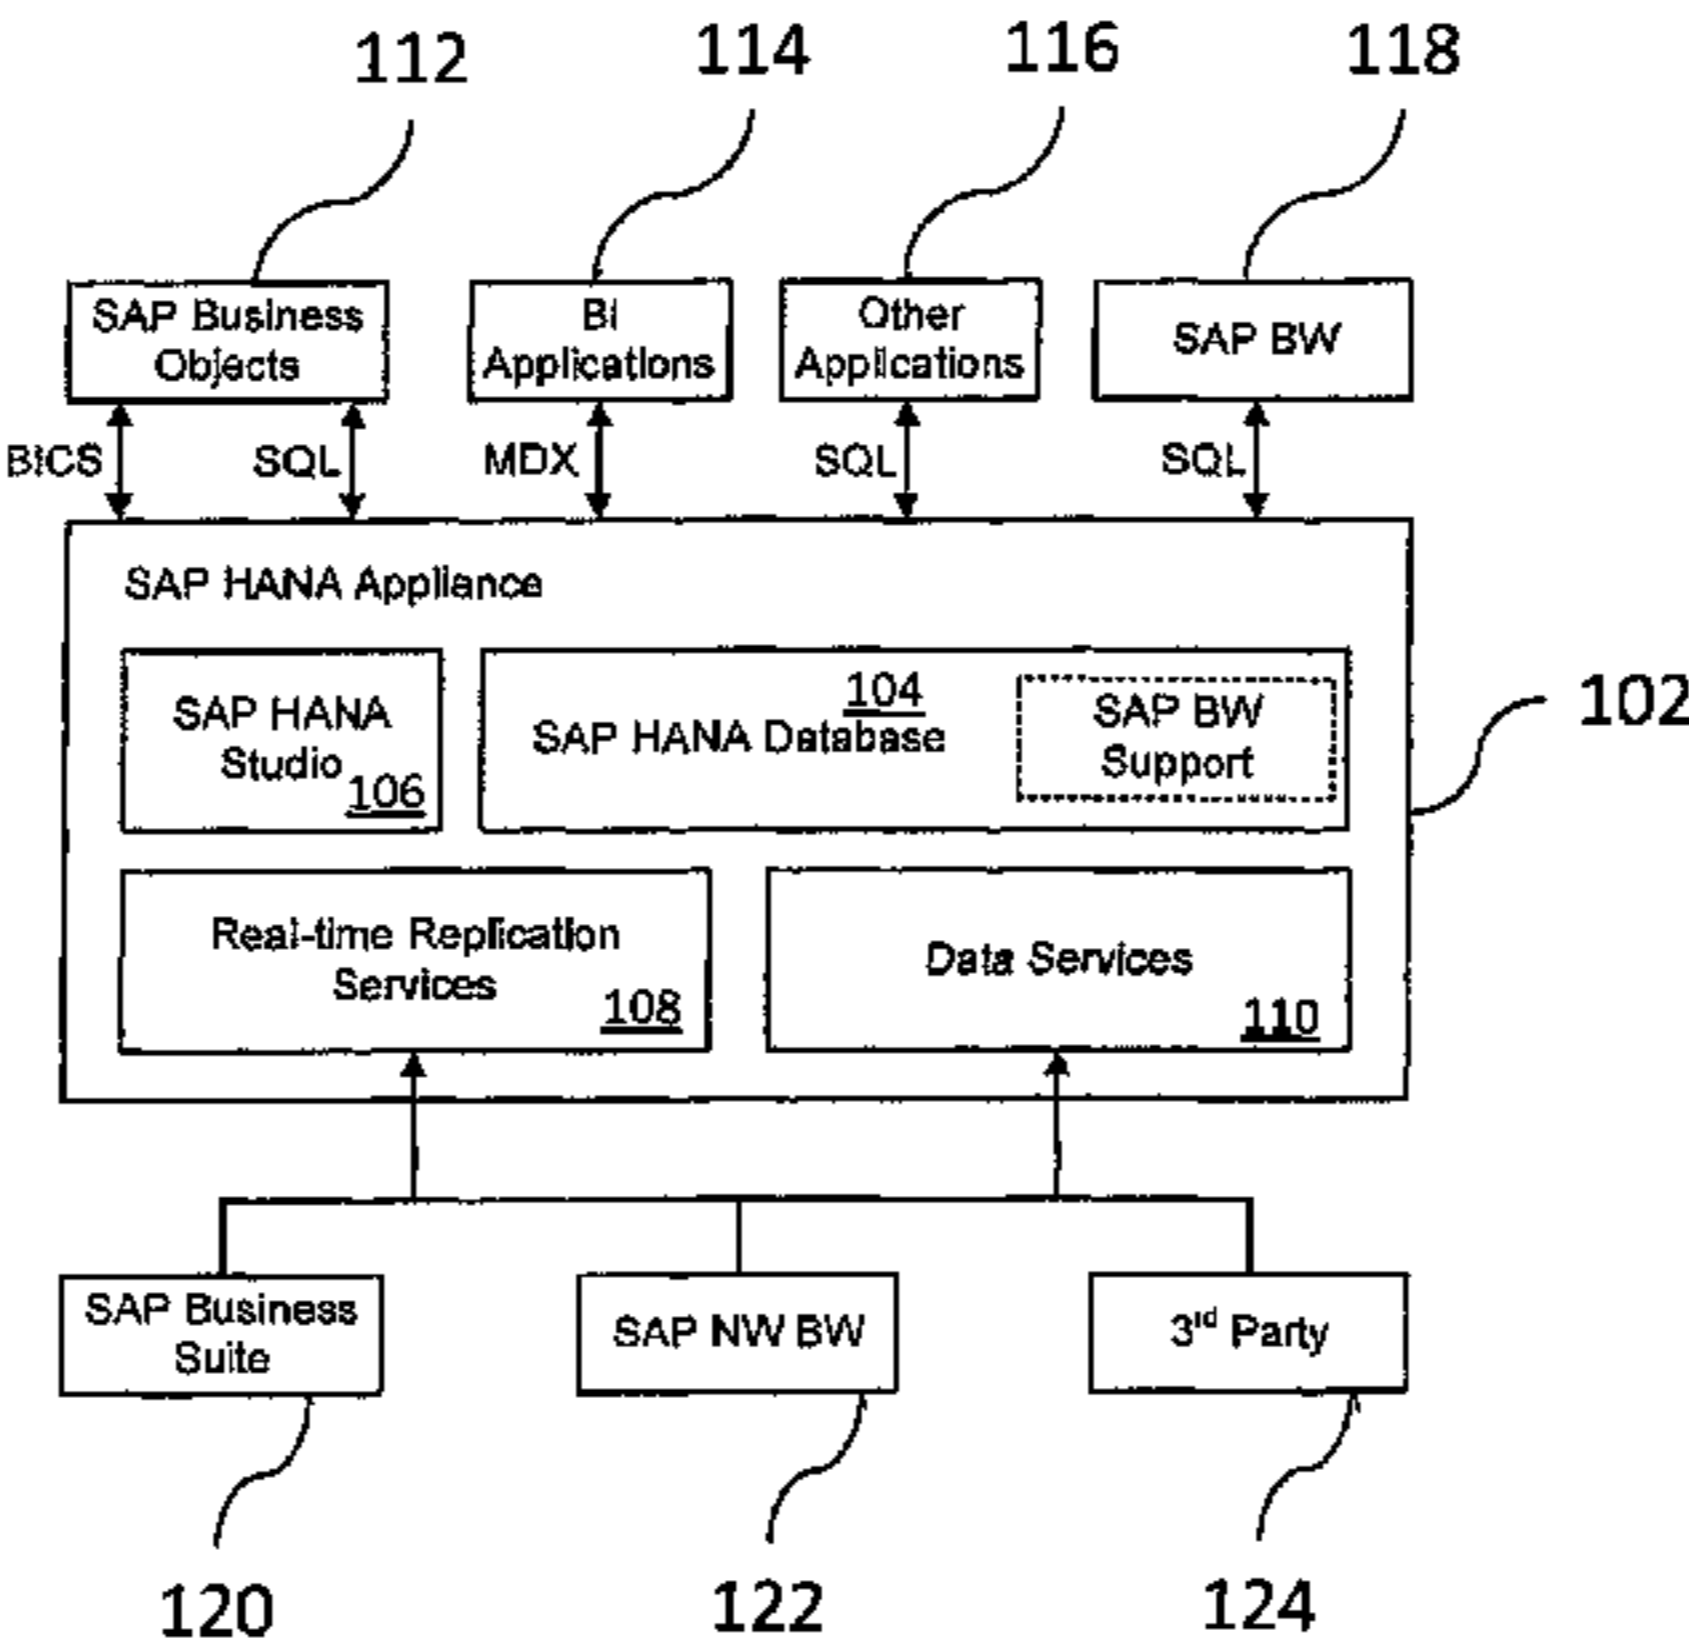 112
114
116
118
SAP Business
Objects
BI
Applications
Other
Applications
SAP BW
BICS
SQL
MDX
SQL
SQL
SAP HANA Appliance
SAP HANA
Studio
106
104
SAP HANA Database
SAP BW
Support
102
Real-time Replication
Services
108
Data Services
110
SAP Business
Suite
SAP NW BW
3rd Party
120
122
124